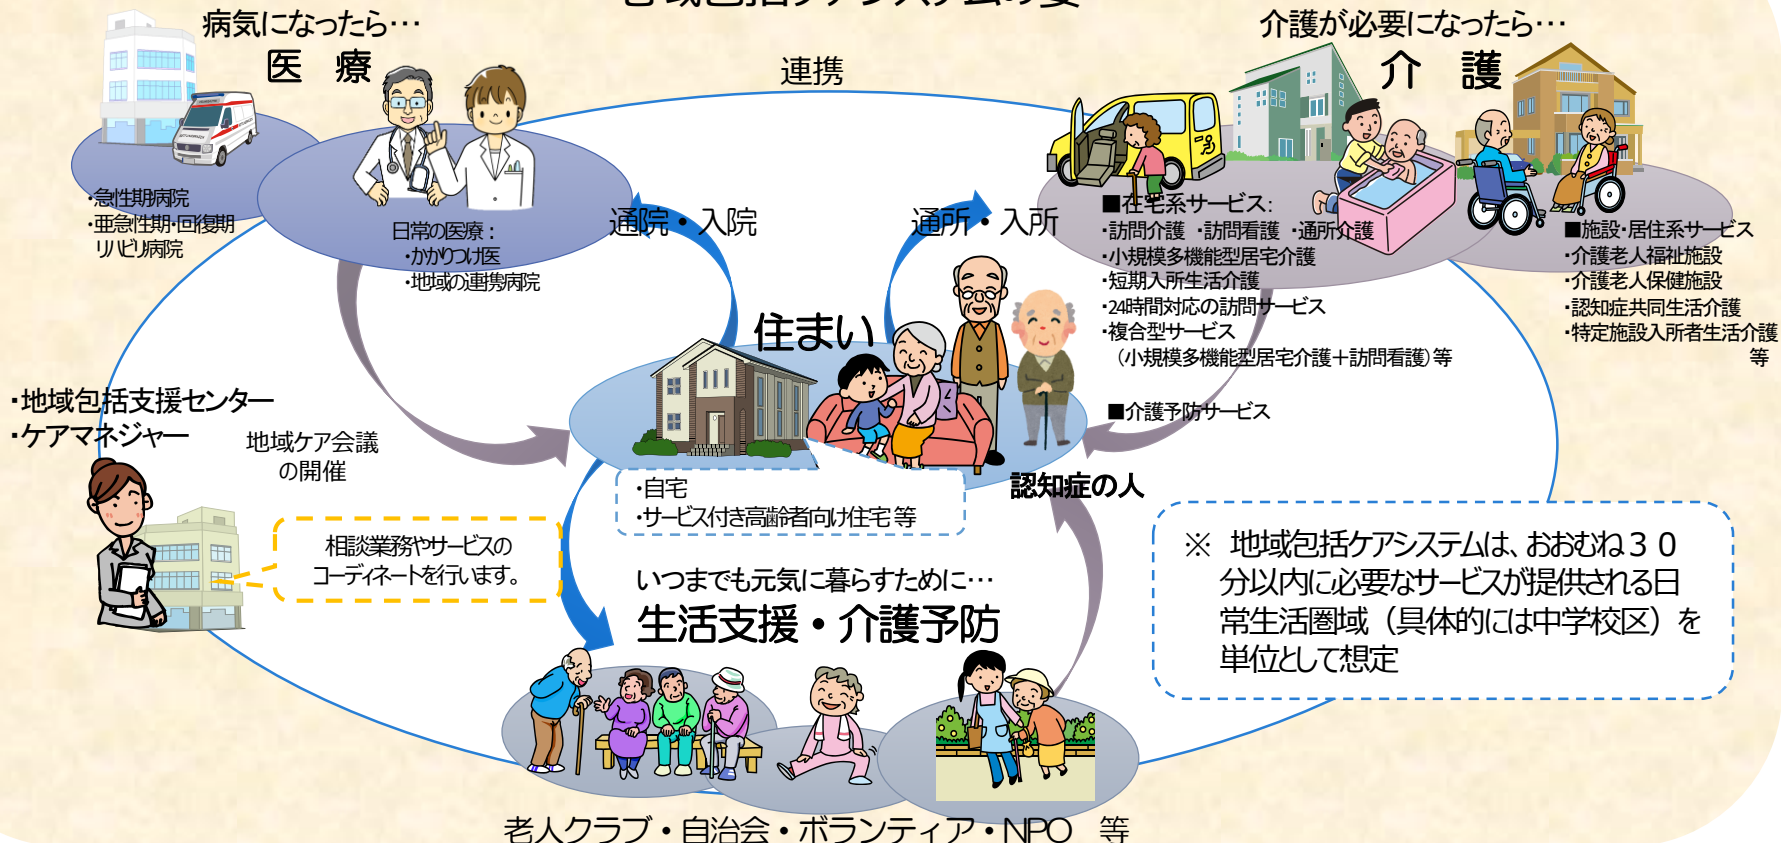 病気になったら…
医 療
連携
介護が必要になったら…
介 護
・急性期病院
・亜急性期・回復期
リハビリ病院
日常の医療：
・かかりつけ医
・地域の連携病院
通院・入院
通所・入所
■在宅系サービス：
・訪問介護 ・訪問看護 ・通所介護
・小規模多機能型居宅介護
・短期入所生活介護
・24時間対応の訪問サービス
・複合型サービス
（小規模多機能型居宅介護＋訪問看護）等
■介護予防サービス
■施設・居住系サービス
・介護老人福祉施設
・介護老人保健施設
・認知症共同生活介護
・特定施設入所者生活介護
等
住まい
・自宅
・サービス付き高齢者向け住宅 等
認知症の人
・地域包括支援センター
・ケアマネジャー
地域ケア会議
の開催
相談業務やサービスの
コーディネートを行います。
いつまでも元気に暮らすために…
生活支援・介護予防
※ 地域包括ケアシステムは、おおむね３０
分以内に必要なサービスが提供される日
常生活圏域（具体的には中学校区）を
単位として想定
老人クラブ・自治会・ボランティア・NPO 等